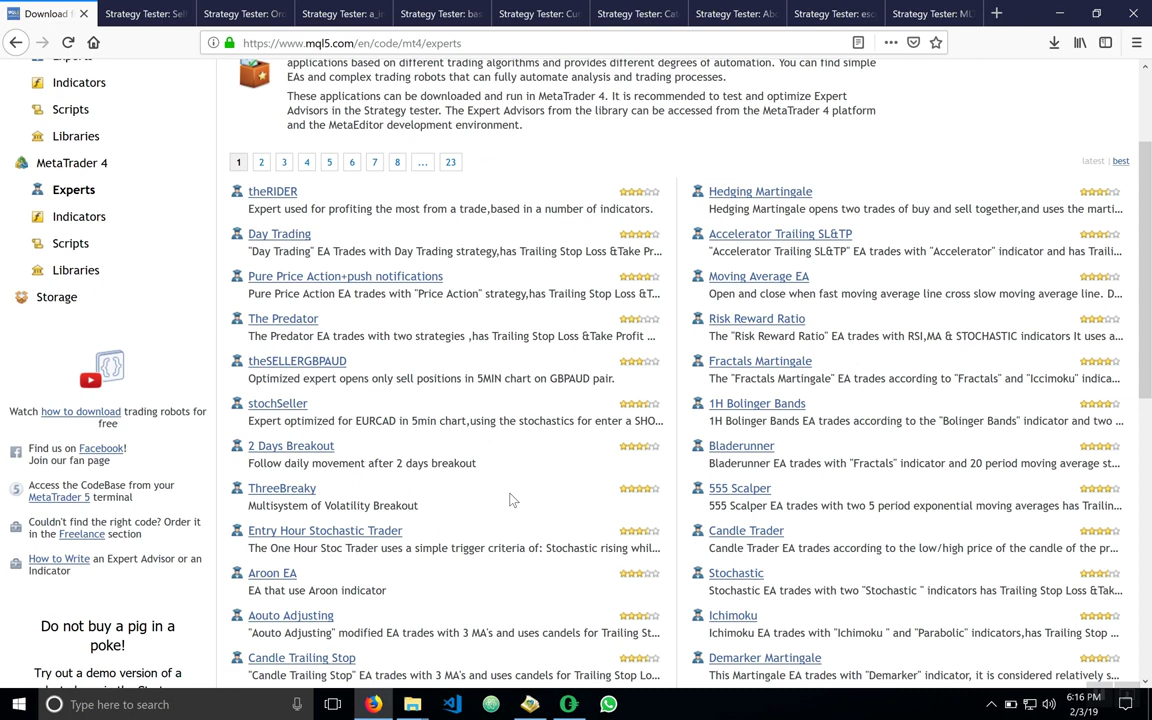 Download f
Strategy Tester: Sel
Strategy Tester: Ord
Strategy Tester: a_i
Strategy Tester: bas
Strategy Tester: Cur
Strategy Tester: Cat
Strategy Tester: Abo
Strategy Tester: esc
Strategy Tester: ML
https://www.mql5.com/en/code/mt4/experts
Indicators
Scripts
Libraries
MetaTrader 4
Experts
Indicators
Scripts
Libraries
Storage
Watch how to download trading robots for
free
Find us on Facebook!
Join our fan page
Access the CodeBase from your
MetaTrader 5 terminal
Couldn't find the right code? Order it
in the Freelance section
How to Write an Expert Advisor or an
Indicator
Do not buy a pig in a
poke!
Try out a demo version of a
applications based on different trading algorithms and provides different degrees of automation. You can find simple
EAs and complex trading robots that can fully automate analysis and trading processes.
These applications can be downloaded and run in MetaTrader 4. It is recommended to test and optimize Expert
Advisors in the Strategy tester. The Expert Advisors from the library can be accessed from the MetaTrader 4 platform
and the MetaEditor development environment.
1 2 3 4 5 6 7 8 ... 23
latest | best
theRIDER
Expert used for profiting the most from a trade,based in a number of indicators.
Day Trading
"Day Trading" EA Trades with Day Trading strategy,has Trailing Stop Loss &Take Pr...
Pure Price Action+push notifications
Pure Price Action EA trades with "Price Action" strategy,has Trailing Stop Loss &T...
The Predator
The Predator EA trades with two strategies ,has Trailing Stop Loss &Take Profit ...
theSELLERGBPAUD
Optimized expert opens only sell positions in 5MIN chart on GBPAUD pair.
stochSeller
Expert optimized for EURCAD in 5min chart,using the stochastics for enter a SHO...
2 Days Breakout
Follow daily movement after 2 days breakout
ThreeBreaky
Multisystem of Volatility Breakout
Entry Hour Stochastic Trader
The One Hour Stoc Trader uses a simple trigger criteria of: Stochastic rising whil...
Aroon EA
EA that use Aroon indicator
Aouto Adjusting
"Aouto Adjusting" modified EA trades with 3 MA's and uses candels for Trailing St...
Candle Trailing Stop
"Candle Trailing Stop" EA trades with 3 MA's and uses candels for Trailing Stop Lo...
Hedging Martingale
Hedging Martingale opens two trades of buy and sell together,and uses the marti...
Accelerator Trailing SL&TP
"Accelerator Trailing SL&TP" EA trades with "Accelerator" indicator and has Traili...
Moving Average EA
Open and close when fast moving average line cross slow moving average line. D...
Risk Reward Ratio
The "Risk Reward Ratio" EA trades with RSI,MA & STOCHASTIC indicators It uses a...
Fractals Martingale
The "Fractals Martingale" EA trades according to "Fractals" and "Iccimoku" indica...
1H Bolinger Bands
1H Bolinger Bands EA trades according to the "Bolinger Bands" indicator and two ...
Bladerunner
Bladerunner EA trades with "Fractals" indicator and 20 period moving average st...
555 Scalper
555 Scalper EA trades with two 5 period exponential moving averages has Trailin...
Candle Trader
Candle Trader EA trades according to the low/high price of the candle of the pr...
Stochastic
Stochastic EA trades with two "Stochastic " indicators has Trailing Stop Loss &Tak...
Ichimoku
Ichimoku EA trades with "Ichimoku " and "Parabolic" indicators,has Trailing Stop ...
Demarker Martingale
This Martingale EA trades with "Demarker" indicator, it is considered relatively s...
Type here to search
6:16 PM
2/3/19